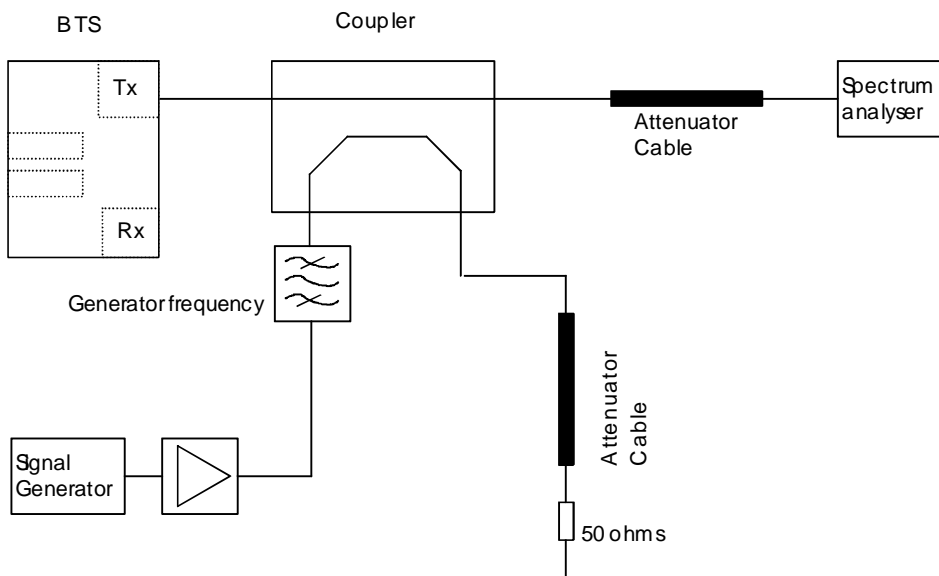 BTS
Coupler
Tx
Spectrum
analyser
Attenuator
Cable
Rx
Generator frequency
Attenuator
Cable
Signal
Generator
50 ohms